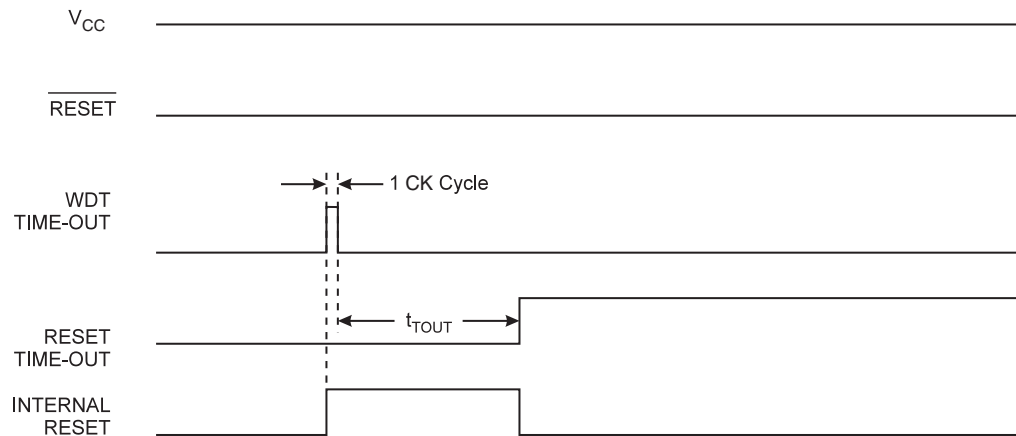 VCC
RESET
1 CK Cycle
WDT
TIME-OUT
tTOUT
RESET
TIME-OUT
INTERNAL
RESET